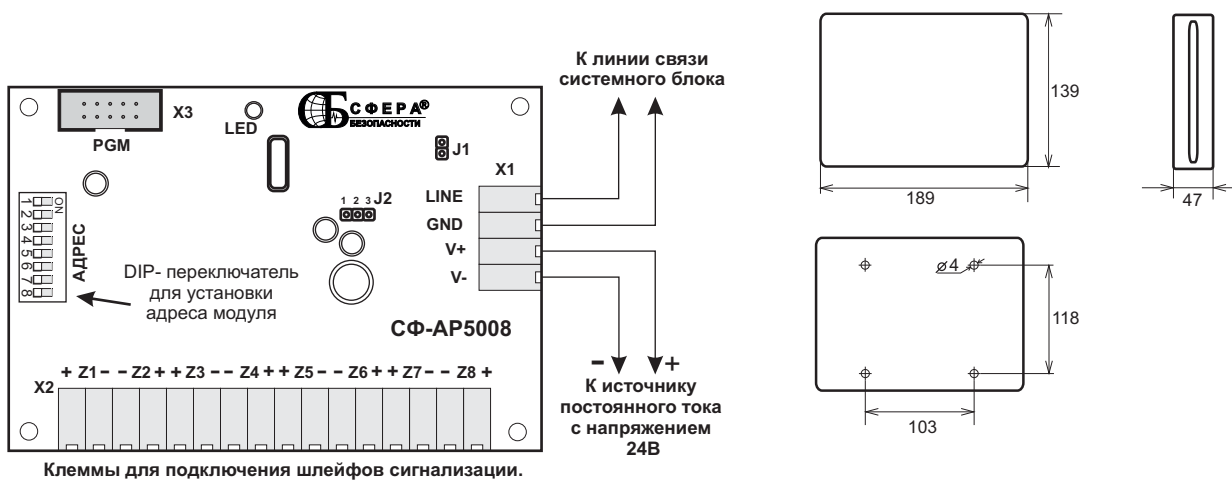 К линии связи
системного блока
X3
PGM
LED
СБ СФЕРА®
БЕЗОПАСНОСТИ
J1
X1
LINE
GND
V+
V-
1 2 3 J2
ON
1
2
3
4
5
6
7
8
АДРЕС
DIP- переключатель
для установки
адреса модуля
СФ-АР5008
+ Z1 - - Z2 + + Z3 - - Z4 + + Z5 - - Z6 + + Z7 - - Z8 +
X2
- +
К источнику
постоянного тока
с напряжением
24В
Клеммы для подключения шлейфов сигнализации.
139
189
47
⌀4
118
103